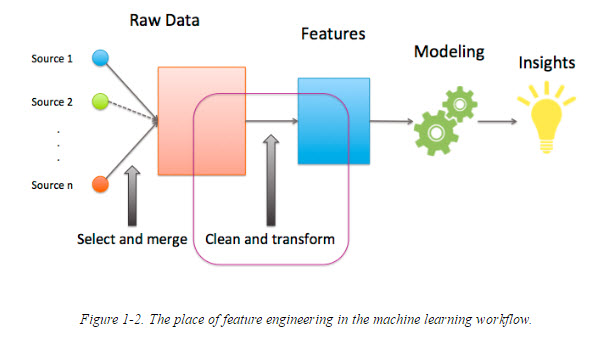 Raw Data
Features
Modeling
Insights
Source 1
Source 2
.
.
.
Source n
Select and merge
Clean and transform
Figure 1-2. The place of feature engineering in the machine learning workflow.